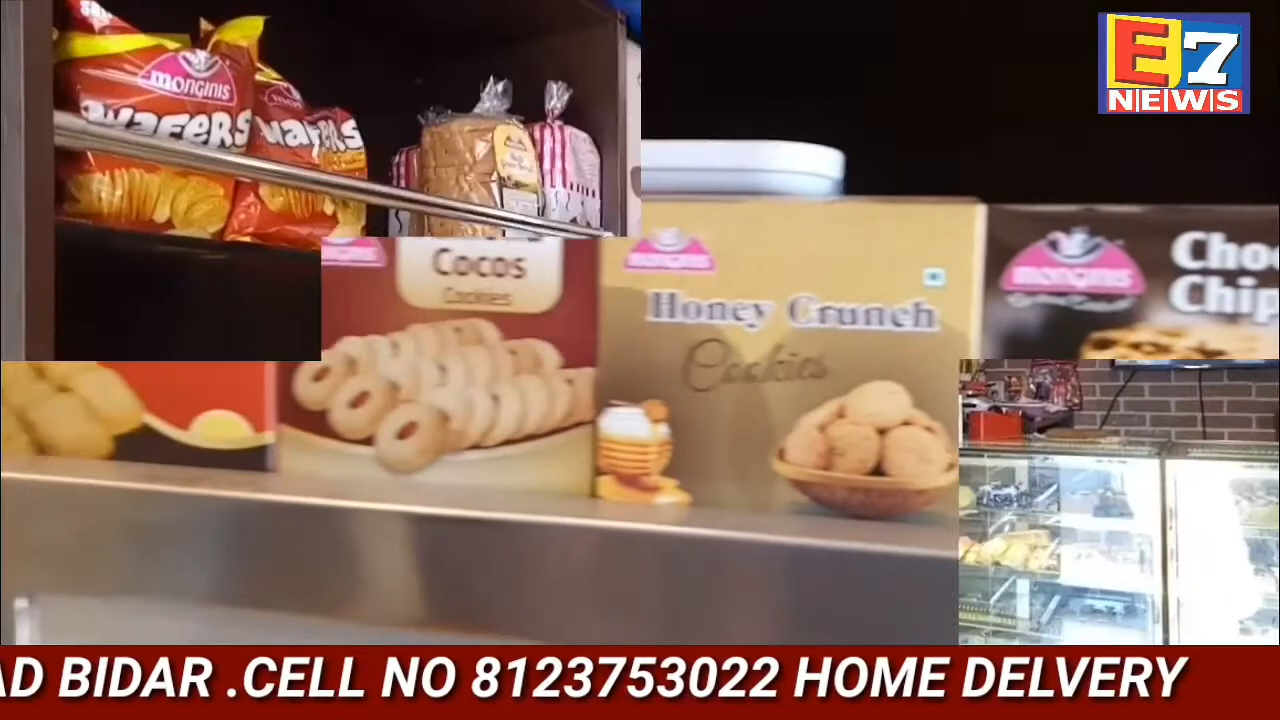 E7
NEWS
MONGINIS
WAFERS
WAFERS
Cocos
Cookies
monginis
Honey Crunch
Cookies
monginis
Choc
Chip
AD BIDAR .CELL NO 8123753022 HOME DELVERY